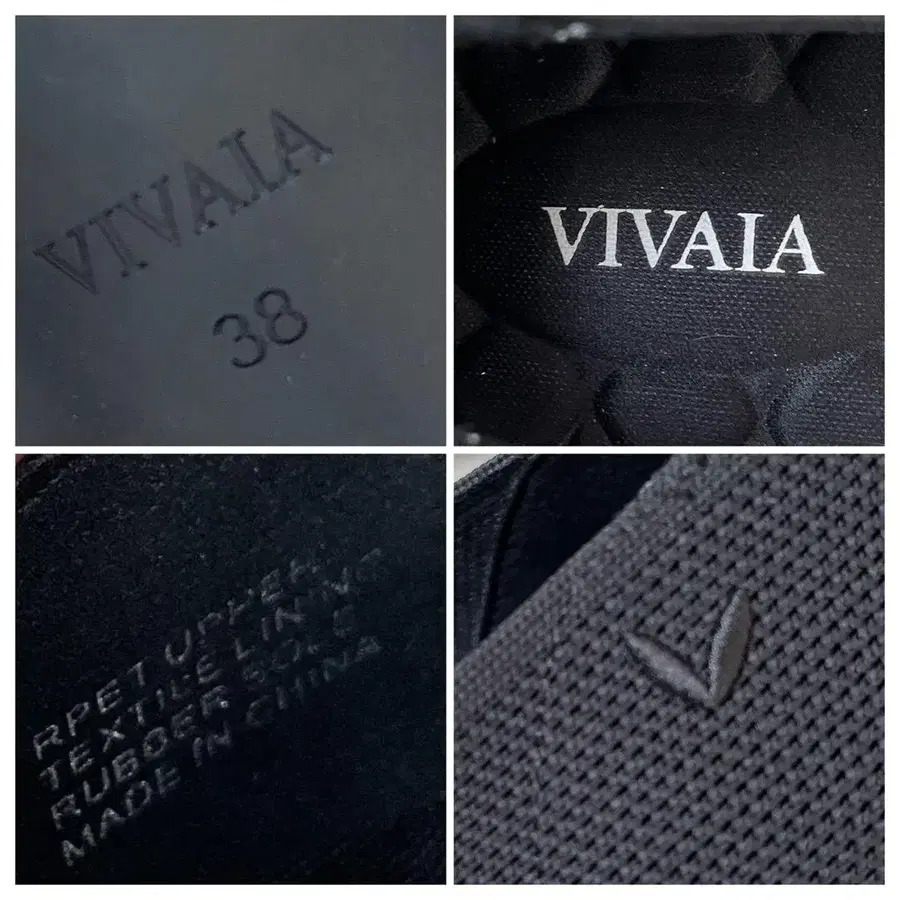 VIVAIA
38
VIVAIA
RPET UPPER
TEXTILE LINING
RUBBER SOLE
MADE IN CHINA